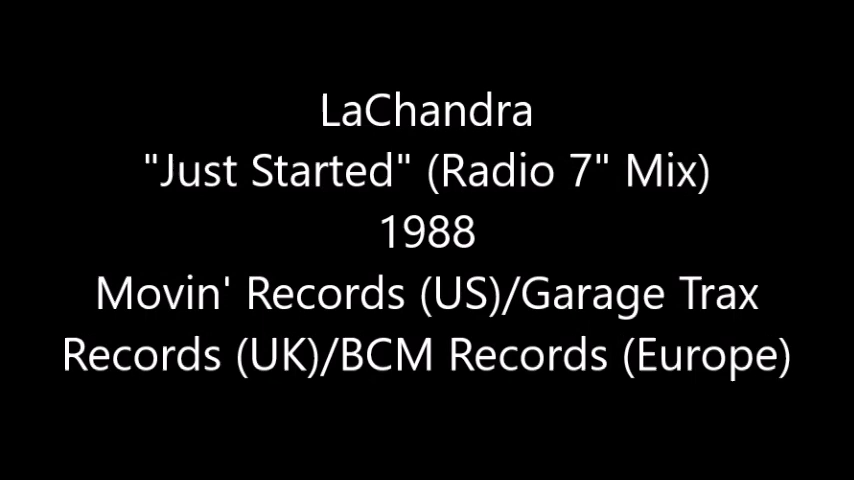 LaChandra
"Just Started" (Radio 7" Mix)
1988
Movin' Records (US)/Garage Trax
Records (UK)/BCM Records (Europe)